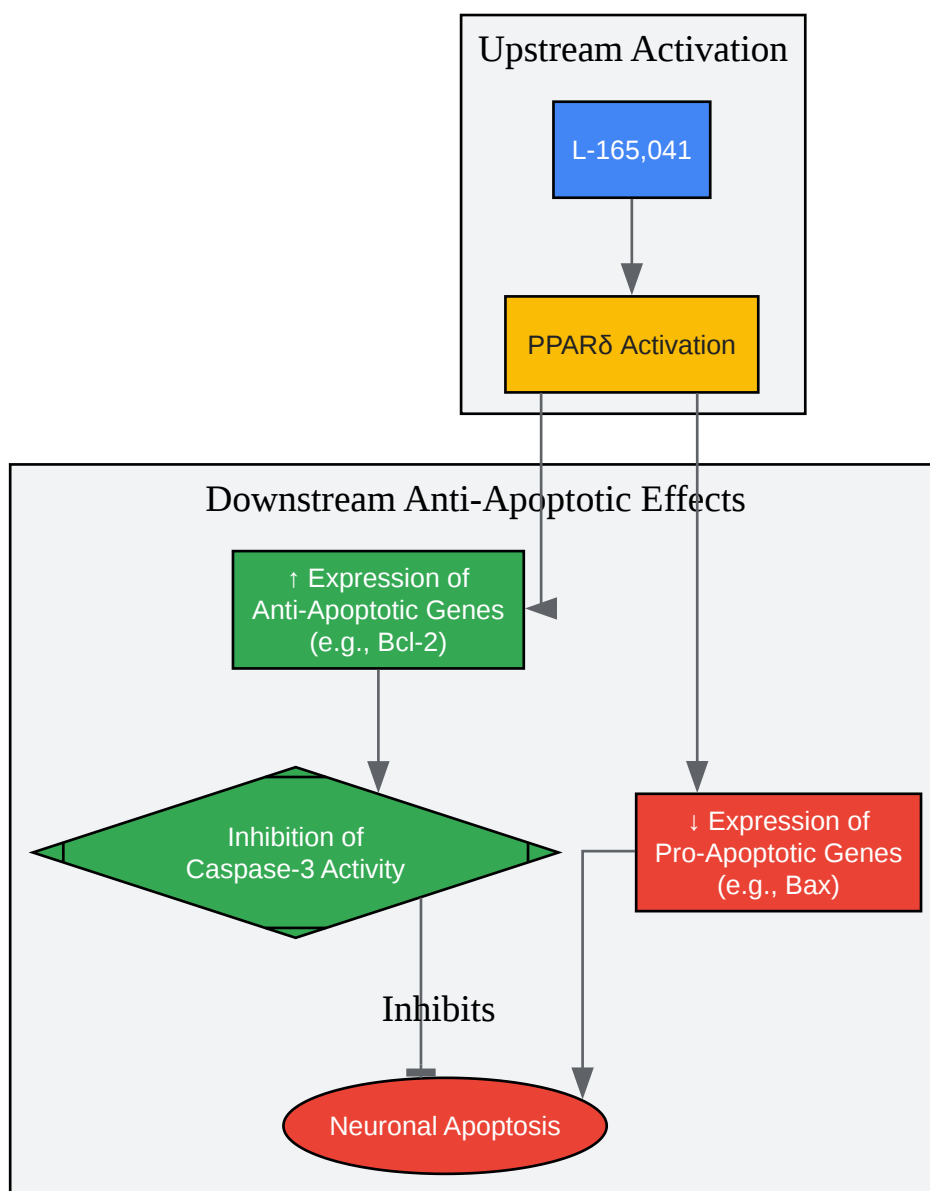 Upstream Activation
L-165,041
PPARδ Activation
Downstream Anti-Apoptotic Effects
↑ Expression of
Anti-Apoptotic Genes
(e.g., Bcl-2)
Inhibition of
Caspase-3 Activity
↓ Expression of
Pro-Apoptotic Genes
(e.g., Bax)
Inhibits
Neuronal Apoptosis